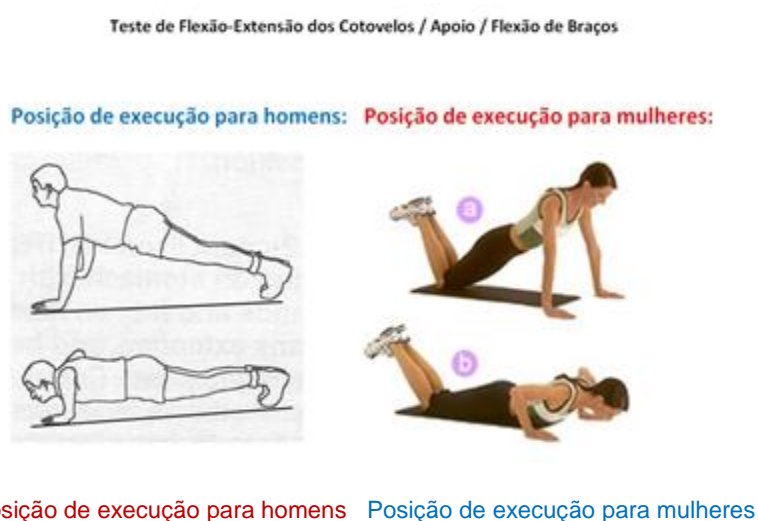 Teste de Flexão-Extensão dos Cotovelos / Apoio / Flexão de Braços
Posição de execução para homens: Posição de execução para mulheres:
a
b
osição de execução para homens Posição de execução para mulheres